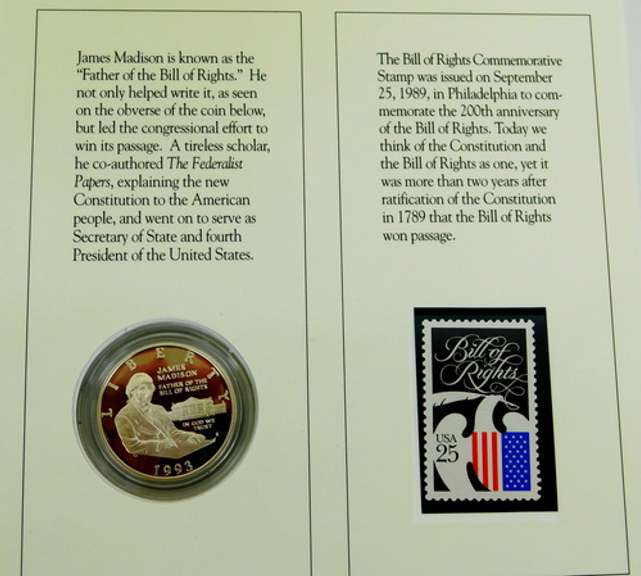 James Madison is known as the
“Father of the Bill of Rights.” He
not only helped write it, as seen
on the obverse of the coin below,
but led the congressional effort to
win its passage. A tireless scholar,
he co-authored The Federalist
Papers, explaining the new
Constitution to the American
people, and went on to serve as
Secretary of State and fourth
President of the United States.
LIBERTY
JAMES
MADISON
FATHER OF THE
BILL OF RIGHTS
IN GOD WE
TRUST
1993
The Bill of Rights Commemorative
Stamp was issued on September
25, 1989, in Philadelphia to com-
memorate the 200th anniversary
of the Bill of Rights. Today we
think of the Constitution and
the Bill of Rights as one, yet it
was more than two years after
ratification of the Constitution
in 1789 that the Bill of Rights
won passage.
Bill of
Rights
USA
25